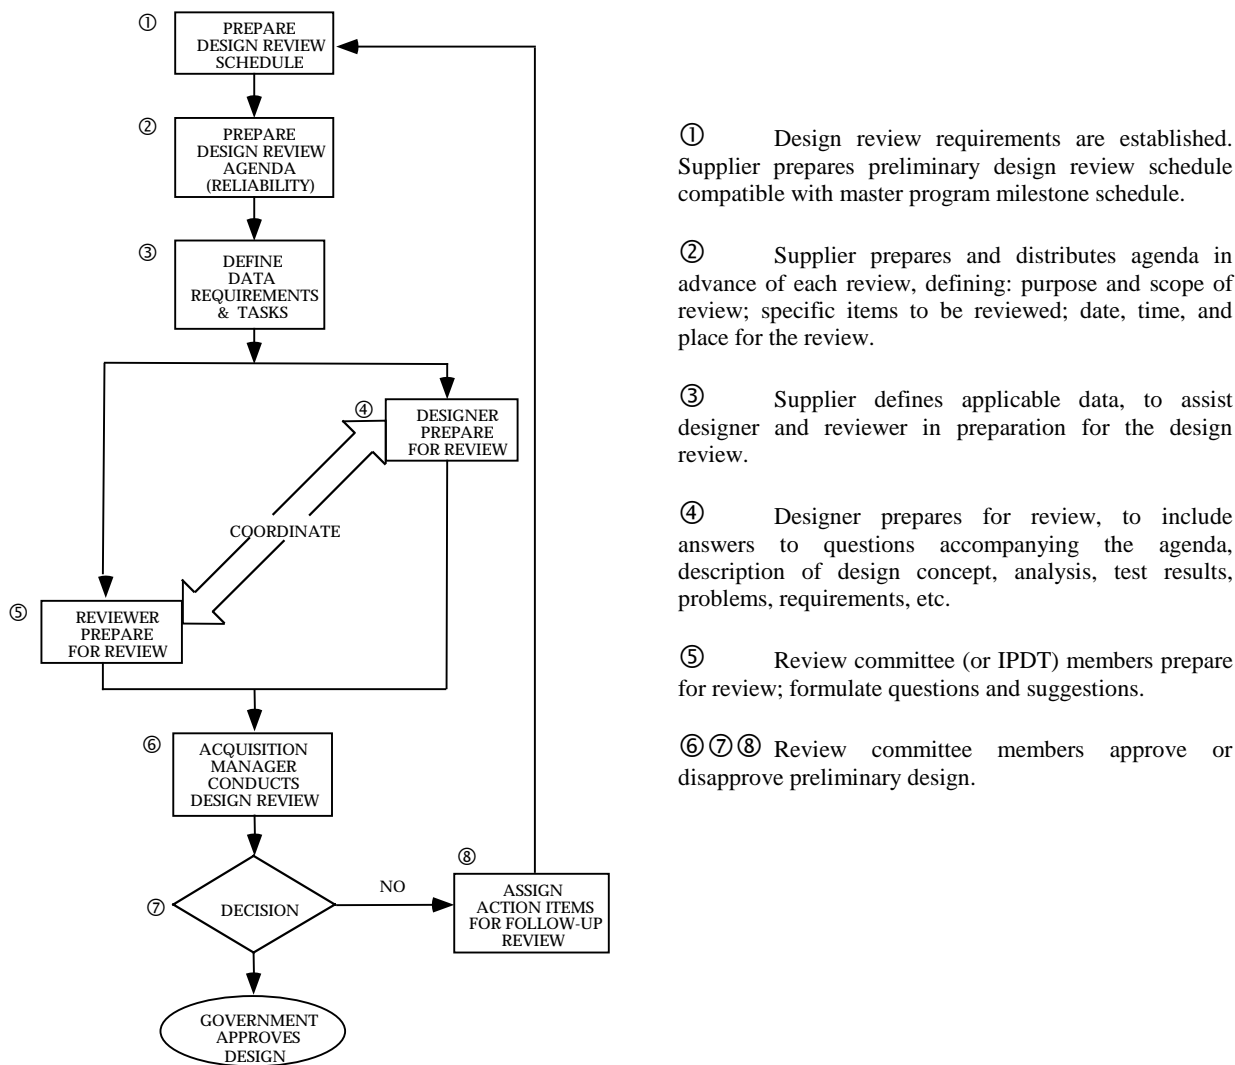 ①
PREPARE
DESIGN REVIEW
SCHEDULE
②
PREPARE
DESIGN REVIEW
AGENDA
(RELIABILITY)
③
DEFINE
DATA
REQUIREMENTS
& TASKS
④
DESIGNER
PREPARE
FOR REVIEW
COORDINATE
⑤
REVIEWER
PREPARE
FOR REVIEW
⑥
ACQUISITION
MANAGER
CONDUCTS
DESIGN REVIEW
⑦
DECISION
NO
⑧
ASSIGN
ACTION ITEMS
FOR FOLLOW-UP
REVIEW
GOVERNMENT
APPROVES
DESIGN
① Design review requirements are established.
Supplier prepares preliminary design review schedule
compatible with master program milestone schedule.
② Supplier prepares and distributes agenda in
advance of each review, defining: purpose and scope of
review; specific items to be reviewed; date, time, and
place for the review.
③ Supplier defines applicable data, to assist
designer and reviewer in preparation for the design
review.
④ Designer prepares for review, to include
answers to questions accompanying the agenda,
description of design concept, analysis, test results,
problems, requirements, etc.
⑤ Review committee (or IPDT) members prepare
for review; formulate questions and suggestions.
⑥⑦⑧ Review committee members approve or
disapprove preliminary design.